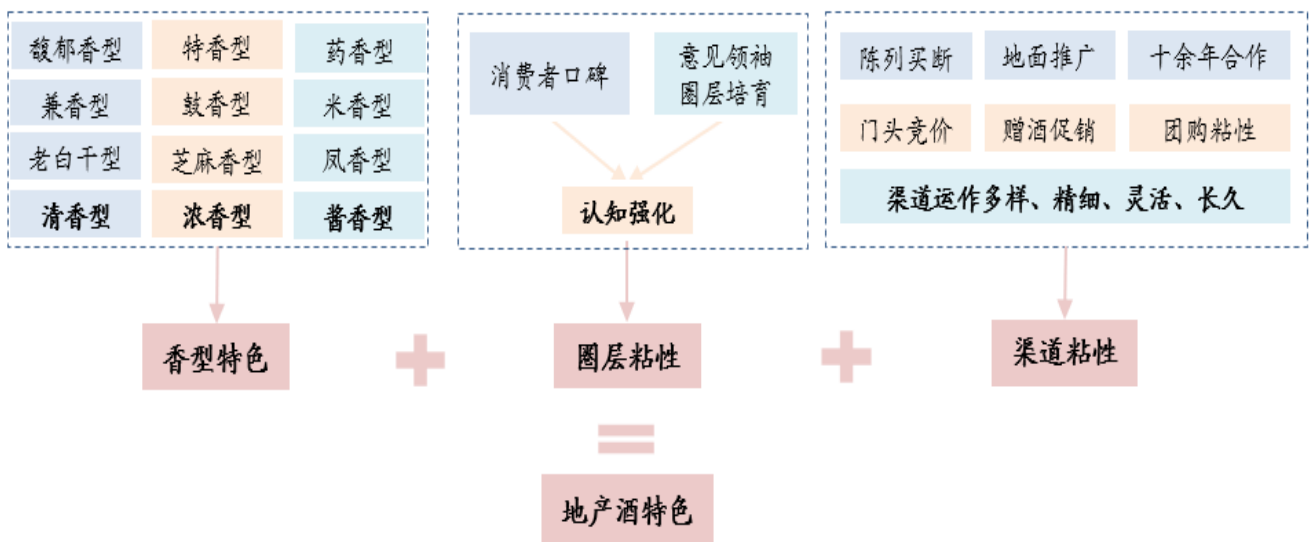 馥郁香型
特香型
药香型
兼香型
鼓香型
米香型
老白干型
芝麻香型
凤香型
清香型
浓香型
酱香型
消费者口碑
意见领袖
圈层培育
认知强化
陈列买断
地面推广
十余年合作
门头竞价
赠酒促销
团购粘性
渠道运作多样、精细、灵活、长久
香型特色
+
圈层粘性
+
渠道粘性
=
地产酒特色